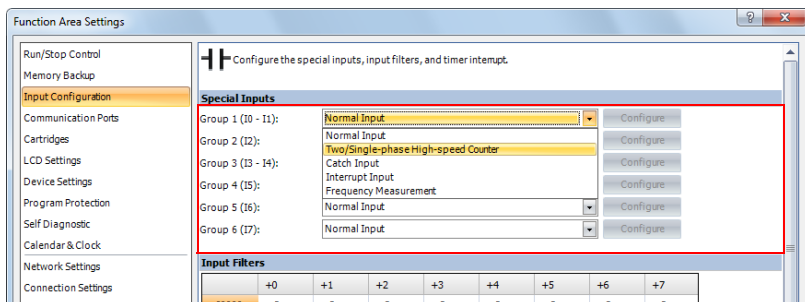 Function Area Settings
? X
Run/Stop Control
Memory Backup
Input Configuration
Communication Ports
Cartridges
LCD Settings
Device Settings
Program Protection
Self Diagnostic
Calendar & Clock
Network Settings
Connection Settings
Configure the special inputs, input filters, and timer interrupt.
Special Inputs
Group 1 (I0 - I1): Normal Input Configure
Group 2 (I2): Configure
Group 3 (I3 - I4): Configure
Group 4 (I5): Configure
Normal Input
Two/Single-phase High-speed Counter
Catch Input
Interrupt Input
Frequency Measurement
Group 5 (I6): Normal Input Configure
Group 6 (I7): Normal Input Configure
Input Filters
+0 +1 +2 +3 +4 +5 +6 +7